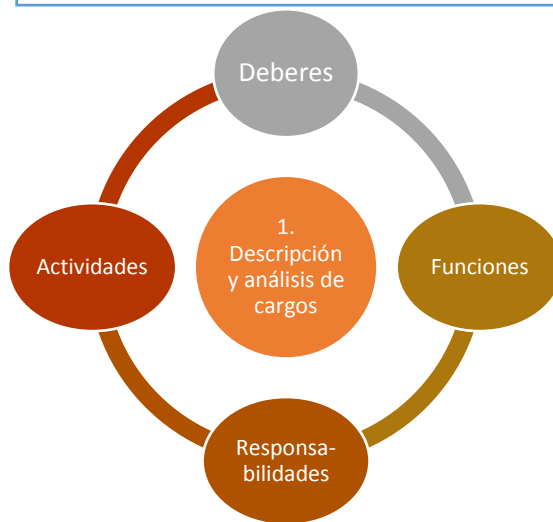 Deberes
Actividades
1.
Descripción
y análisis de
cargos
Funciones
Responsa-
bilidades